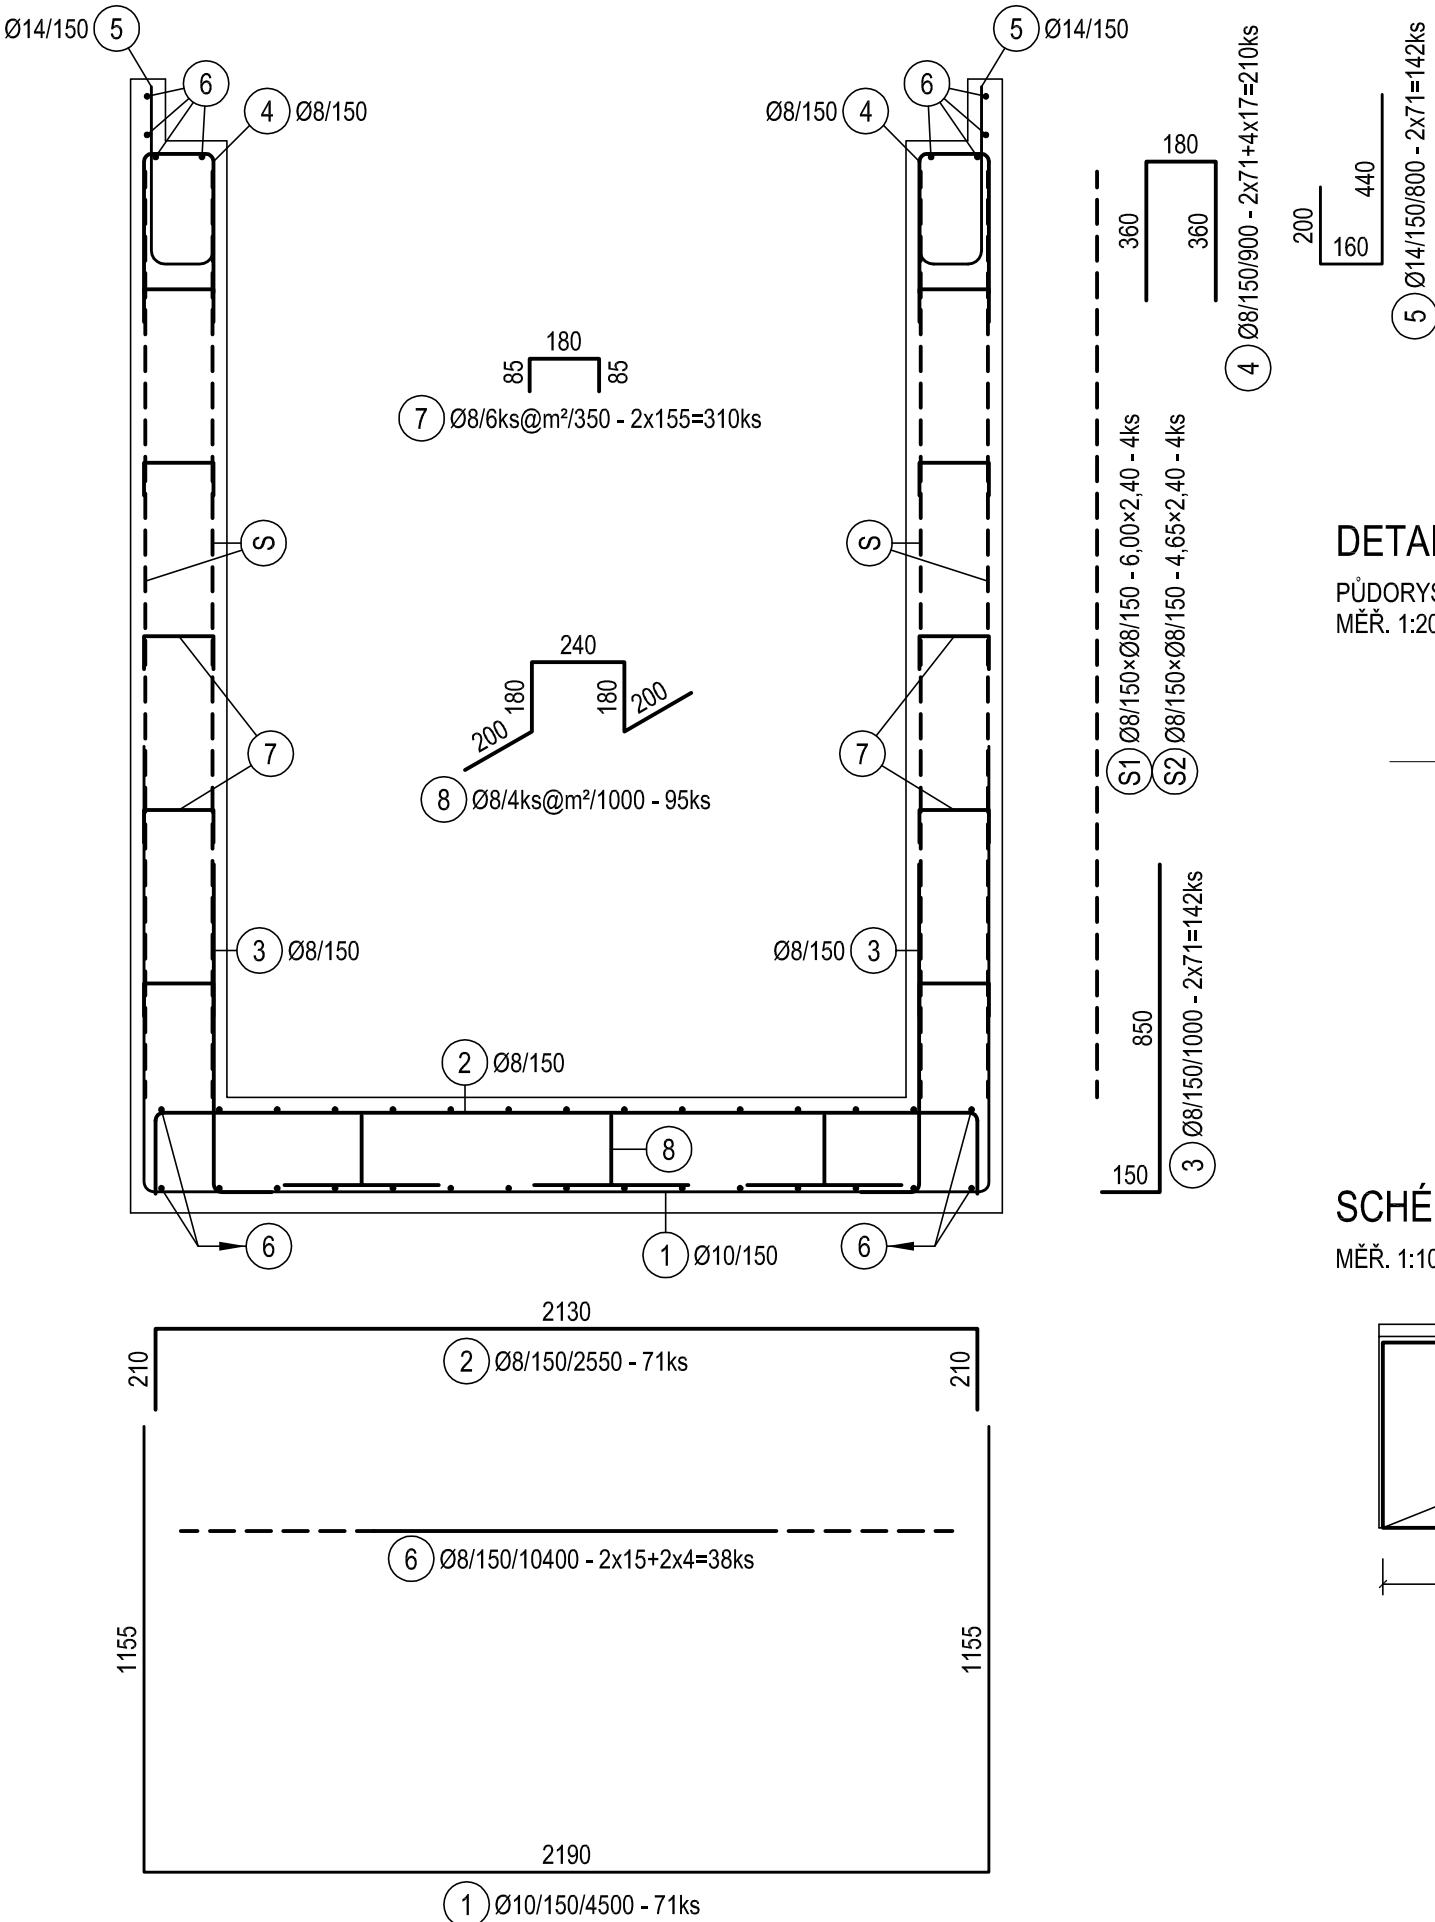 Ø14/150 5
5 Ø14/150
6
6
4 Ø8/150
Ø8/150 4
180
360
360
4 Ø8/150/900 - 2x71+4x17=210ks
200
160
440
5 Ø14/150/800 - 2x71=142ks
180
85
85
7 Ø8/6ks@m²/350 - 2x155=310ks
S
S
S1 Ø8/150×Ø8/150 - 6,00×2,40 - 4ks
S2 Ø8/150×Ø8/150 - 4,65×2,40 - 4ks
PŮDORYS
MĚŘ. 1:20
240
180
180
200
200
7
7
8 Ø8/4ks@m²/1000 - 95ks
3 Ø8/150
Ø8/150 3
850
150
3 Ø8/150/1000 - 2x71=142ks
2 Ø8/150
8
6
6
1 Ø10/150
MĚŘ. 1:10
2130
210
210
2 Ø8/150/2550 - 71ks
6 Ø8/150/10400 - 2x15+2x4=38ks
1155
1155
2190
1 Ø10/150/4500 - 71ks